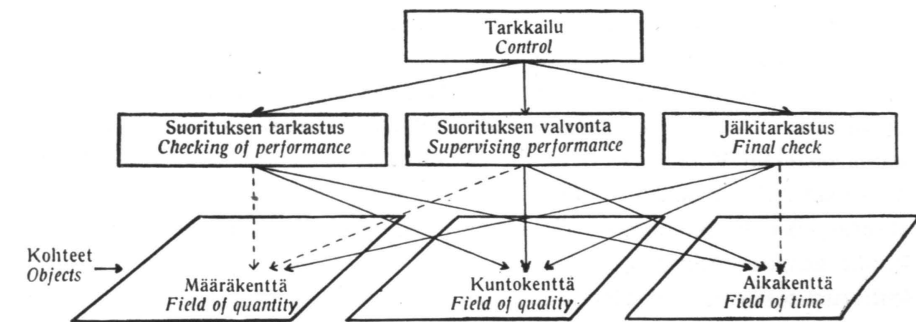 Tarkkailu
Control
Suorituksen tarkastus
Checking of performance
Suorituksen valvonta
Supervising performance
Jälkitarkastus
Final check
Kohteet
Objects
Määräkenttä
Field of quantity
Kuntokenttä
Field of quality
Aikakenttä
Field of time